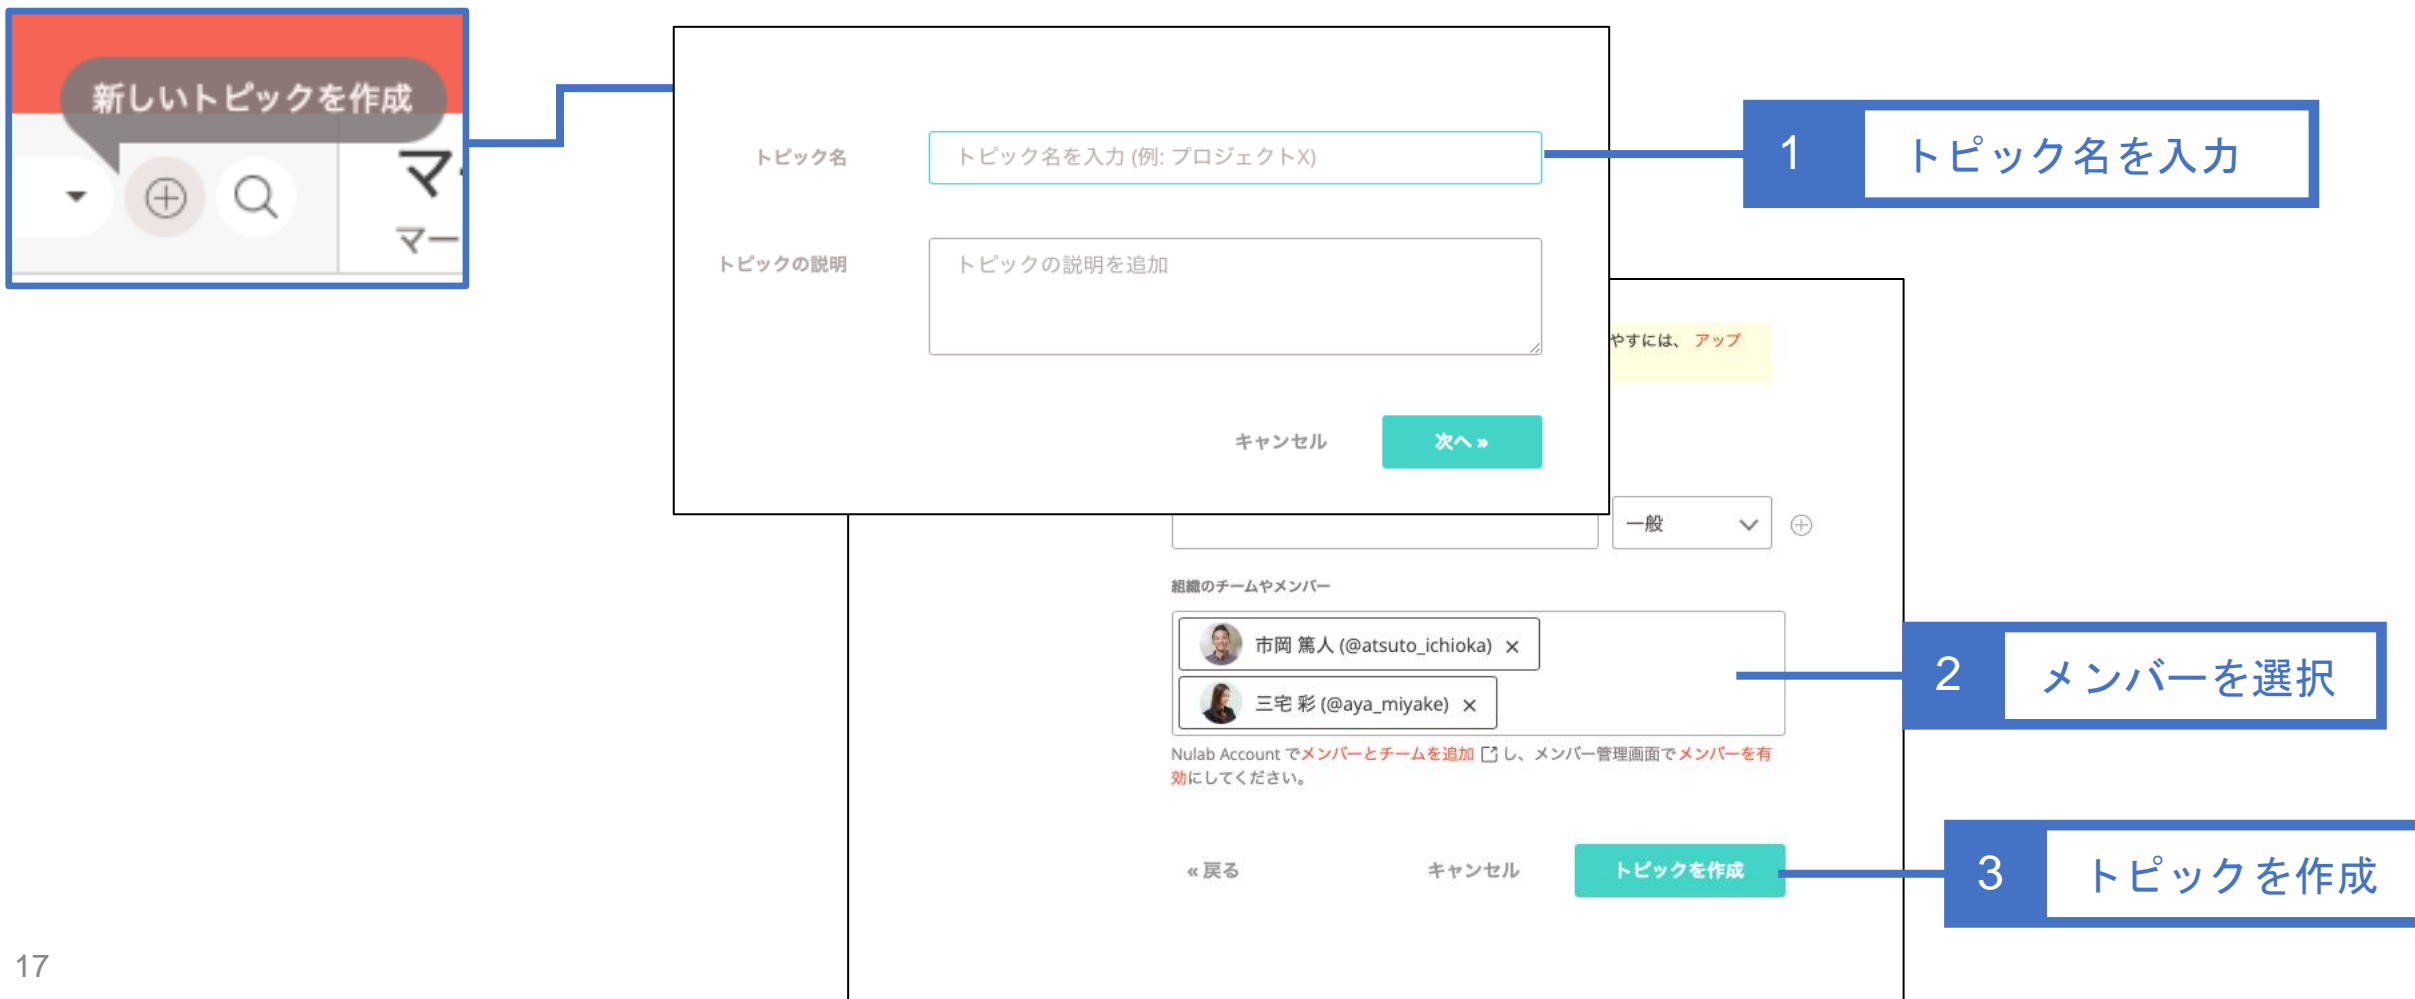 新しいトピックを作成
マ
マー
トピック名
トピック名を入力 (例: プロジェクトX)
1 トピック名を入力
トピックの説明
トピックの説明を追加
キャンセル
次へ »
やすには、 アップ
一般
組織のチームやメンバー
市岡 篤人 (@atsuto_ichioka) ×
三宅 彩 (@aya_miyake) ×
2 メンバーを選択
Nulab Account でメンバーとチームを追加 し、メンバー管理画面でメンバーを有
効にしてください。
« 戻る
キャンセル
トピックを作成
3 トピックを作成
17